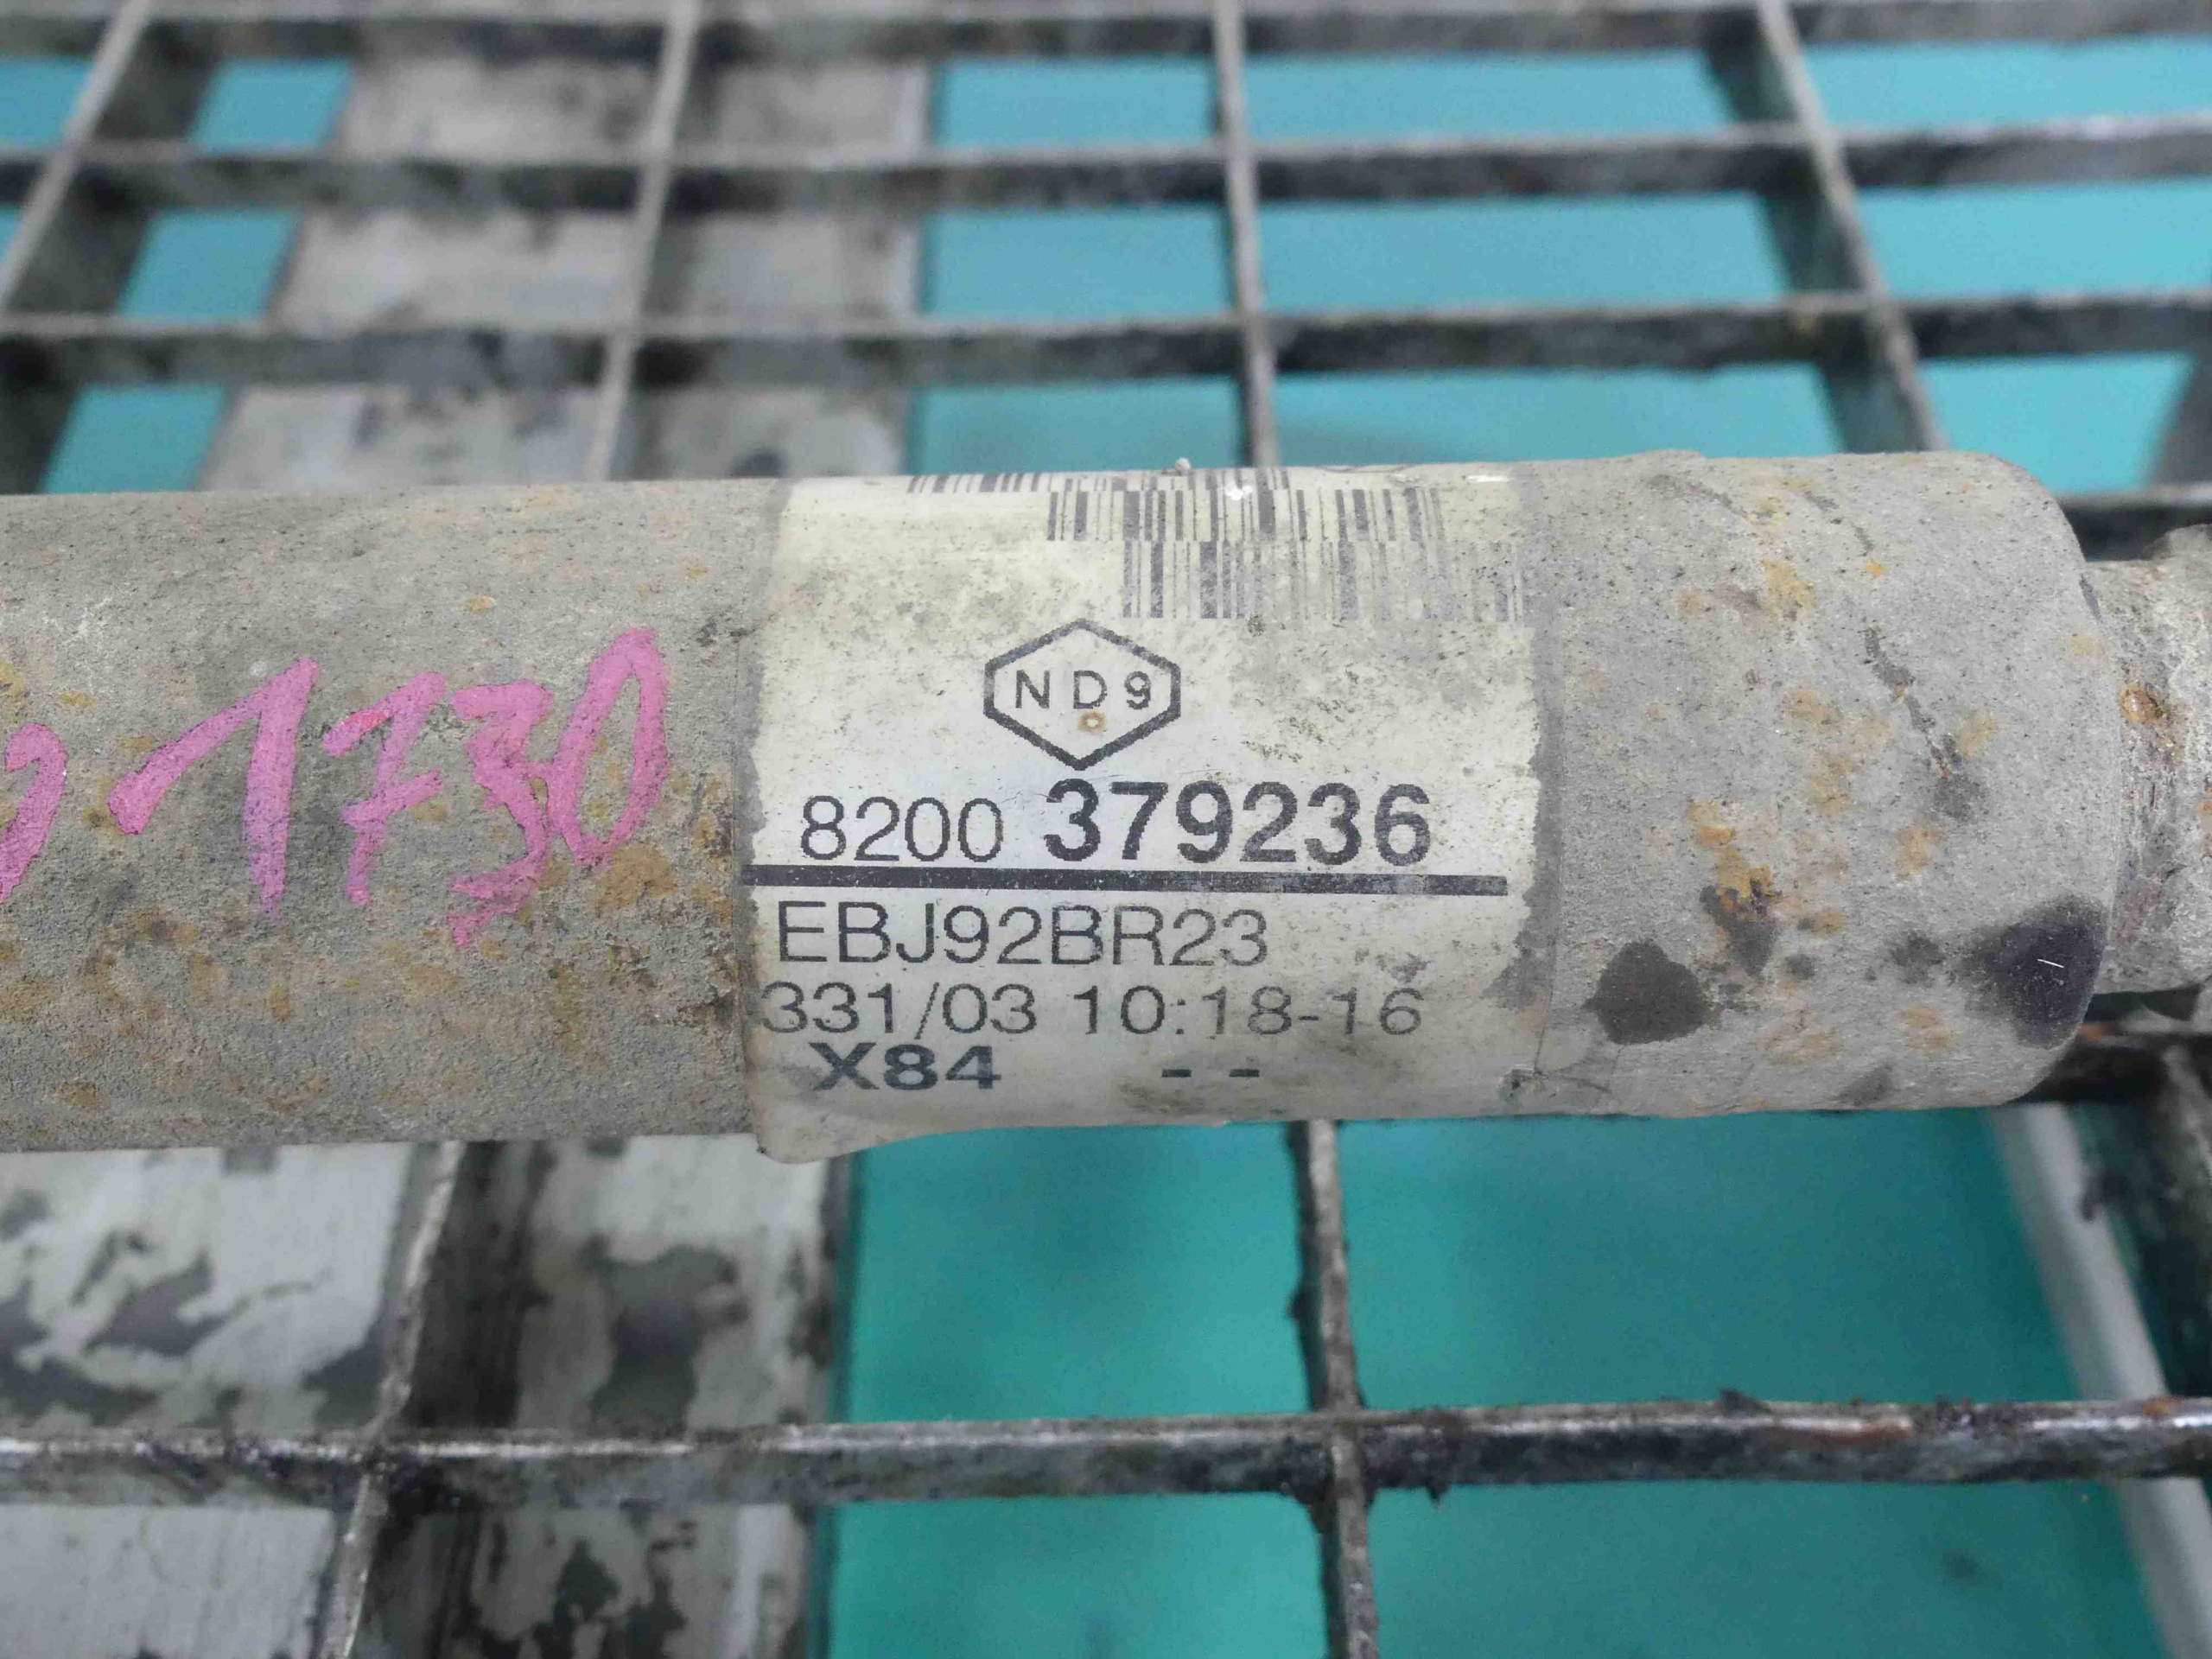 1730
ND9
8200 379236
EBJ92BR23
331/03 10:18-16
X84 --